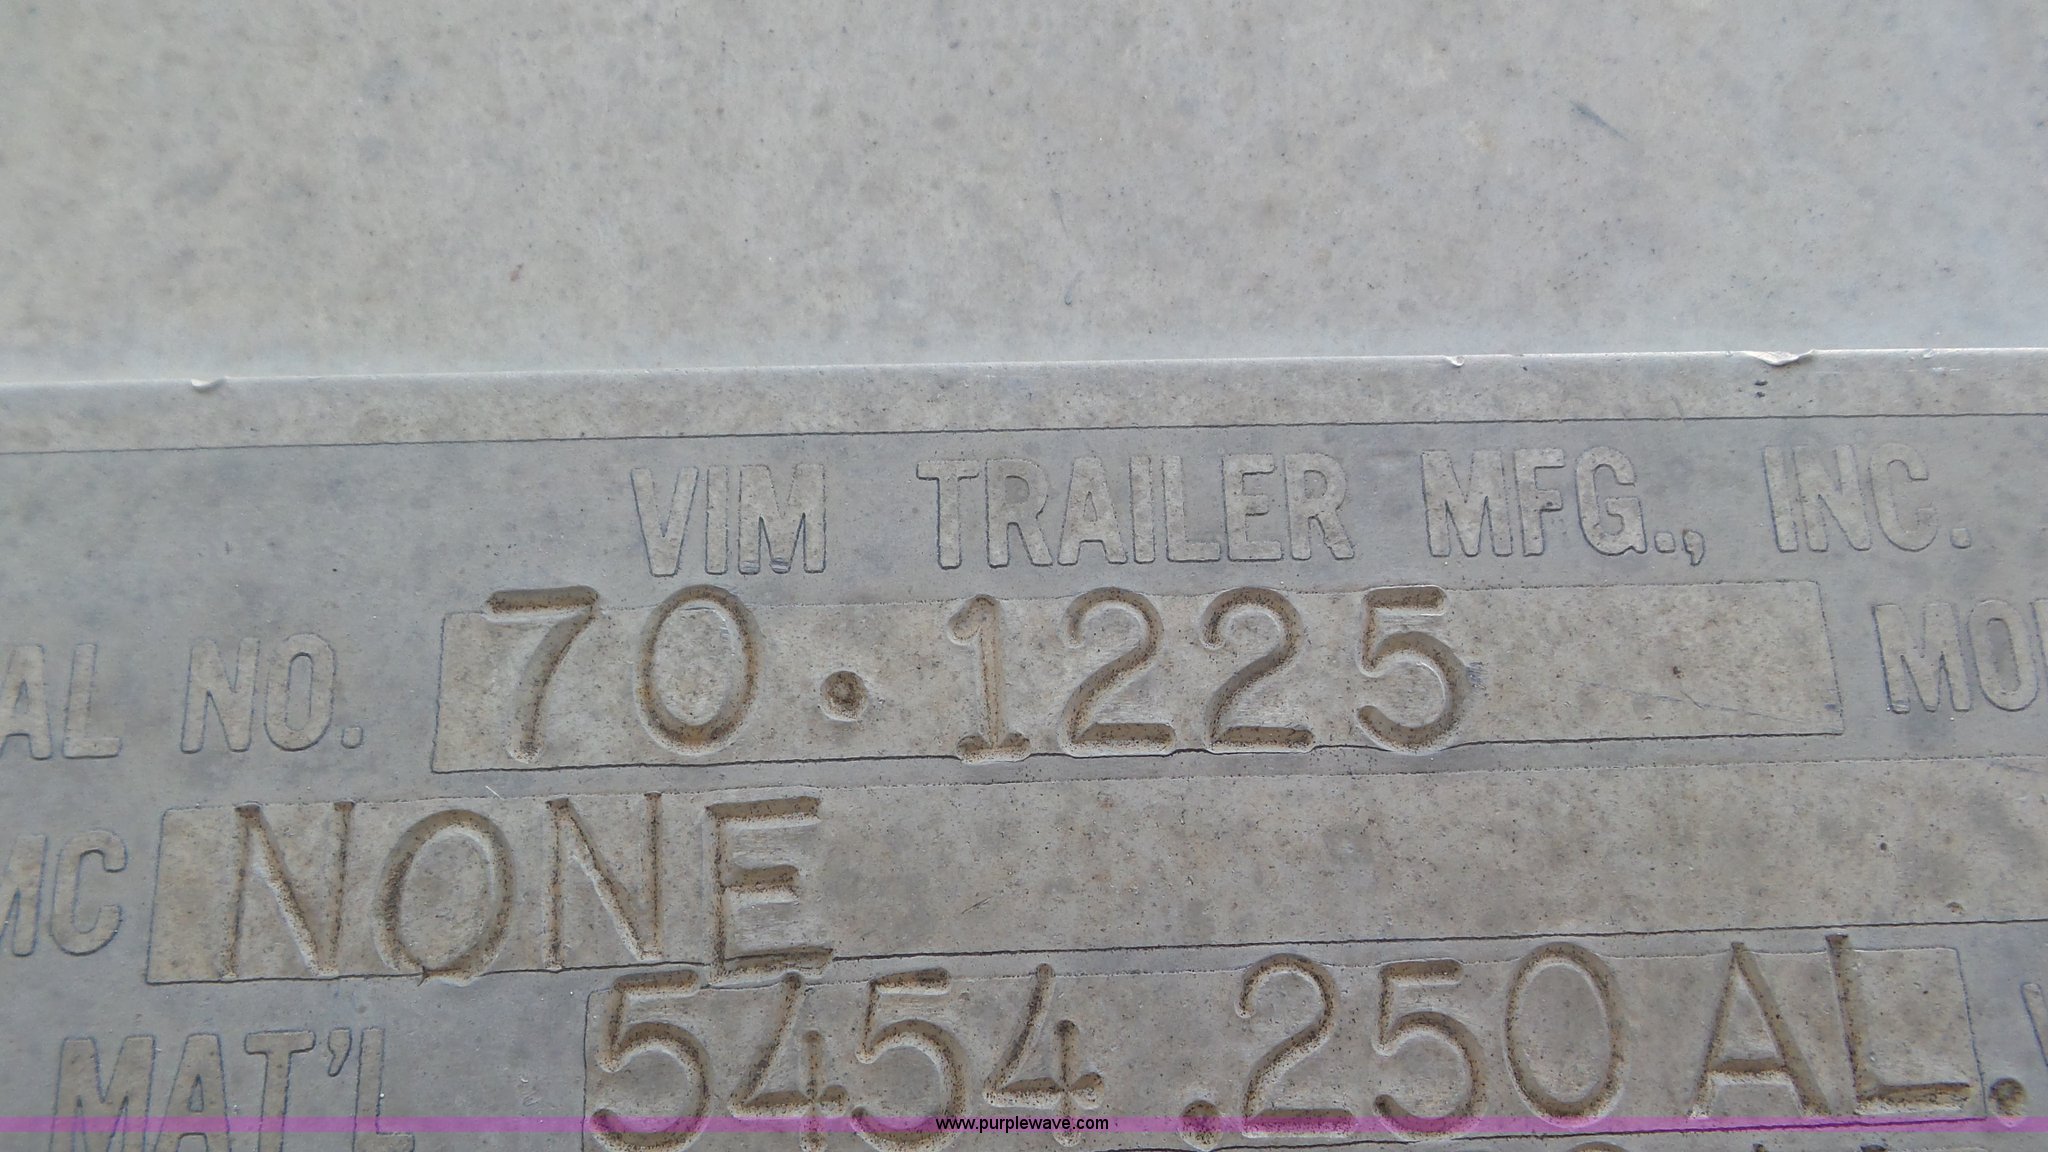 VIM TRAILER MFG., INC.
AL NO. 70.1225 MO
MC NONE
MAT'L 5454 .250 AL.
www.purplewave.com